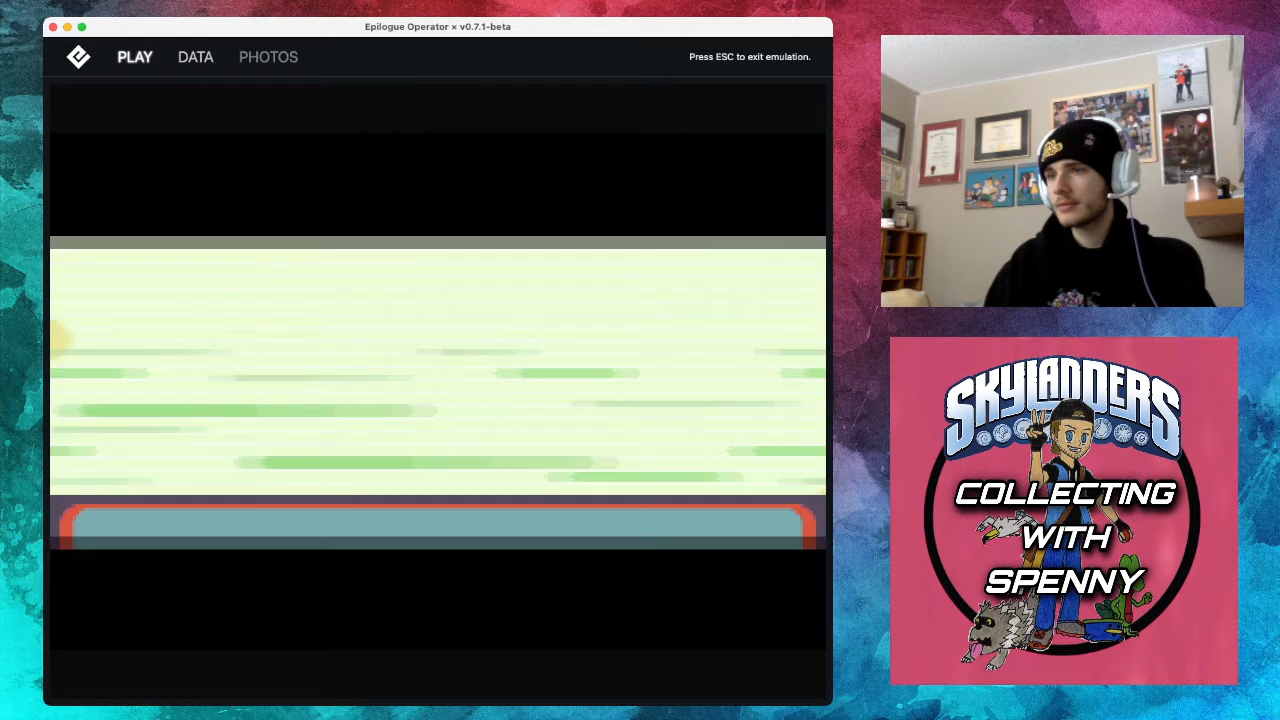 Epilogue Operator × v0.7.1-beta
PLAY DATA PHOTOS
Press ESC to exit emulation.
SKYLANDERS
COLLECTING
WITH
SPENNY